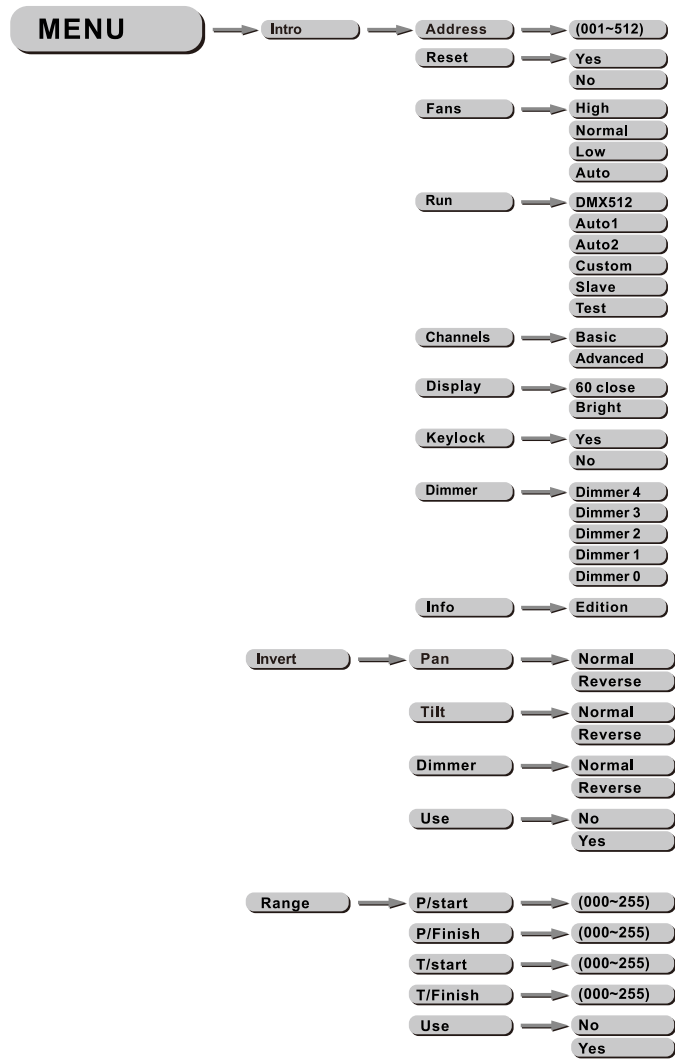 MENU
Intro
Address
(001~512)
Reset
Yes
No
Fans
High
Normal
Low
Auto
Run
DMX512
Auto1
Auto2
Custom
Slave
Test
Channels
Basic
Advanced
Display
60 close
Bright
Keylock
Yes
No
Dimmer
Dimmer 4
Dimmer 3
Dimmer 2
Dimmer 1
Dimmer 0
Info
Edition
Invert
Pan
Normal
Reverse
Tilt
Normal
Reverse
Dimmer
Normal
Reverse
Use
No
Yes
Range
P/start
(000~255)
P/Finish
(000~255)
T/start
(000~255)
T/Finish
(000~255)
Use
No
Yes